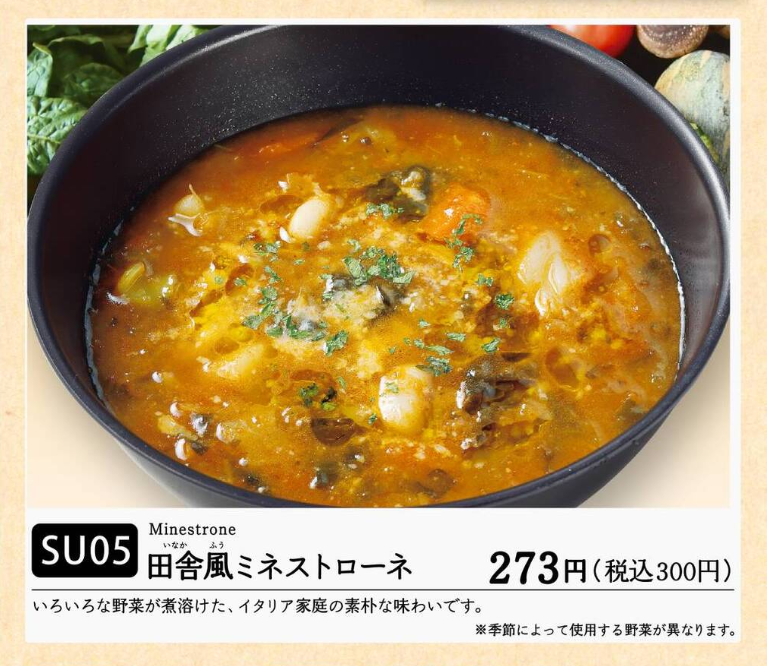 Minestrone
SU05
いなか ふう
田舎風ミネストローネ
273円(税込300円)
いろいろな野菜が煮溶けた、イタリア家庭の素朴な味わいです。
※季節によって使用する野菜が異なります。